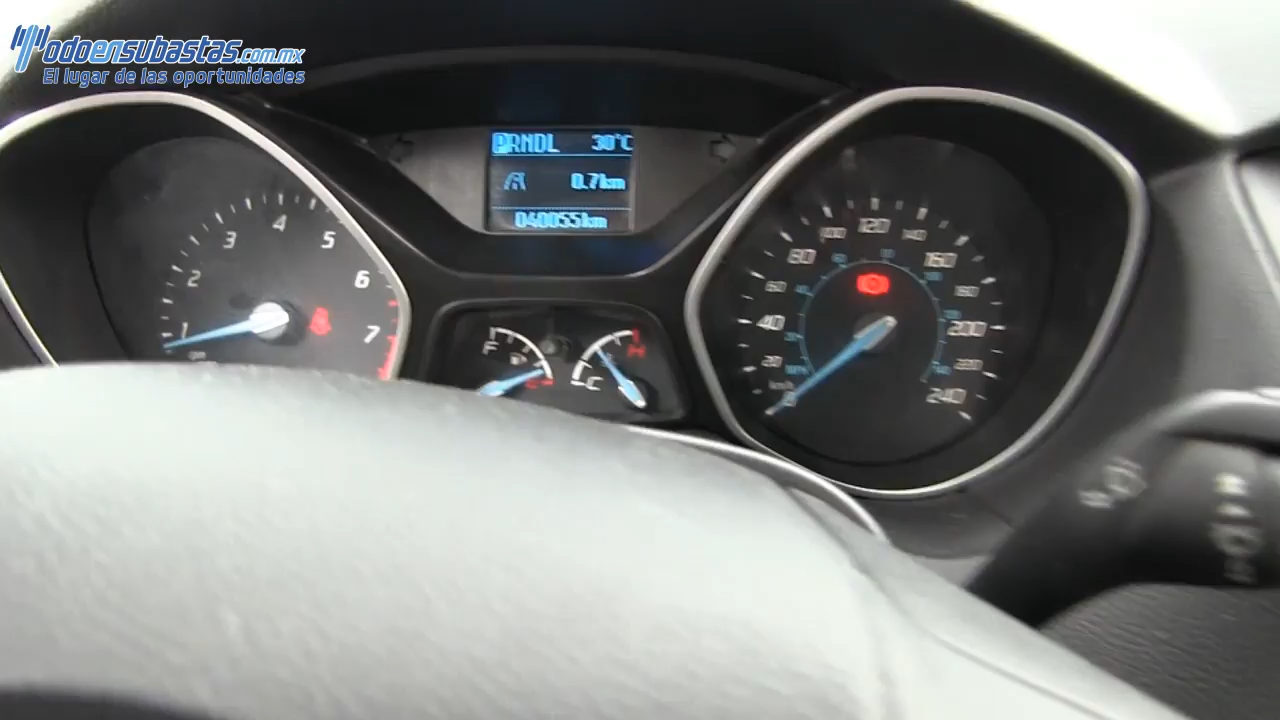 Todoensubastas.com.mx
El lugar de las oportunidades
PRNDL 30°C
0.7km
040055km
1
2
3
4
5
6
7
F
C
H
20
40
60
80
100
120
140
160
180
200
220
240
km/h
MPH